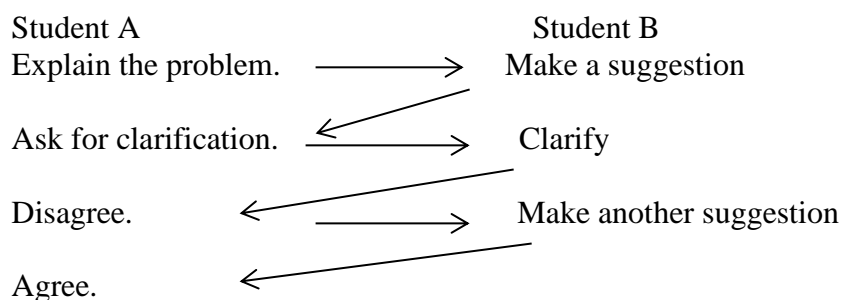 Student A Student B
Explain the problem. Make a suggestion
Ask for clarification. Clarify
Disagree. Make another suggestion
Agree.